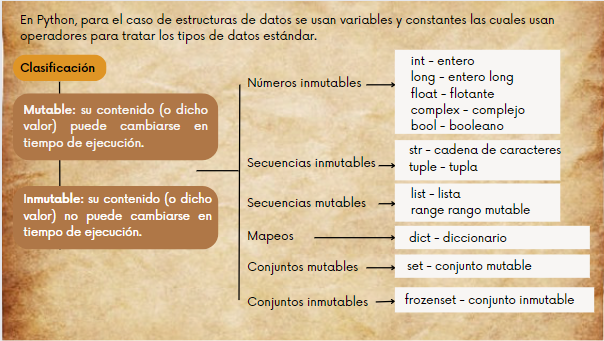 En Python, para el caso de estructuras de datos se usan variables y constantes las cuales usan
operadores para tratar los tipos de datos estándar.
Clasificación
Mutable: su contenido (o dicho
valor) puede cambiarse en
tiempo de ejecución.
Inmutable: su contenido (o dicho
valor) no puede cambiarse en
tiempo de ejecución.
Números inmutables
int - entero
long - entero long
float - flotante
complex - complejo
bool - booleano
Secuencias inmutables
str - cadena de caracteres
tuple - tupla
Secuencias mutables
list - lista
range rango mutable
Mapeos
dict - diccionario
Conjuntos mutables
set - conjunto mutable
Conjuntos inmutables
frozenset - conjunto inmutable